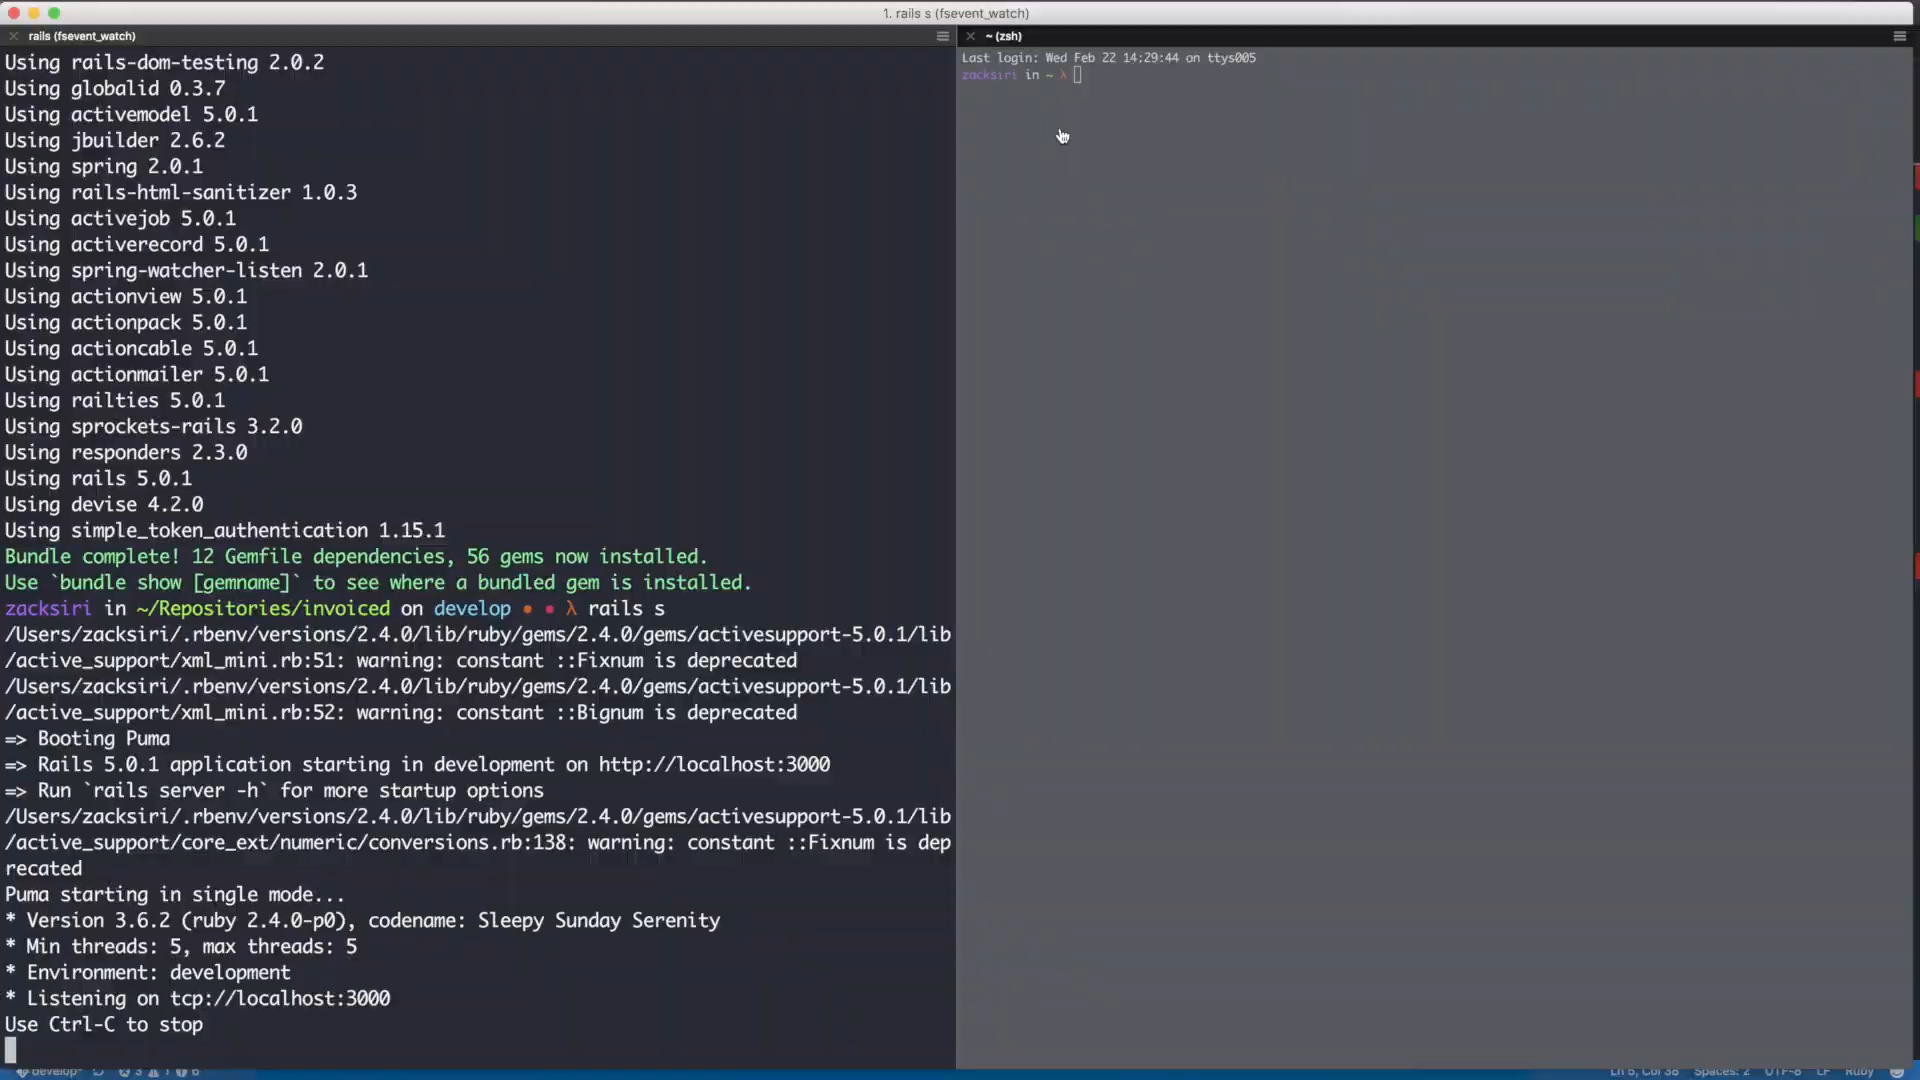 1. rails s (fsevent_watch)
rails (fsevent_watch)
Using rails-dom-testing 2.0.2
Using globalid 0.3.7
Using activemodel 5.0.1
Using jbuilder 2.6.2
Using spring 2.0.1
Using rails-html-sanitizer 1.0.3
Using activejob 5.0.1
Using activerecord 5.0.1
Using spring-watcher-listen 2.0.1
Using actionview 5.0.1
Using actionpack 5.0.1
Using actioncable 5.0.1
Using actionmailer 5.0.1
Using railties 5.0.1
Using sprockets-rails 3.2.0
Using responders 2.3.0
Using rails 5.0.1
Using devise 4.2.0
Using simple_token_authentication 1.15.1
Bundle complete! 12 Gemfile dependencies, 56 gems now installed.
Use `bundle show [gemname]` to see where a bundled gem is installed.
zacksiri in ~/Repositories/invoiced on develop • • λ rails s
/Users/zacksiri/.rbenv/versions/2.4.0/lib/ruby/gems/2.4.0/gems/activesupport-5.0.1/lib
/active_support/xml_mini.rb:51: warning: constant ::Fixnum is deprecated
/Users/zacksiri/.rbenv/versions/2.4.0/lib/ruby/gems/2.4.0/gems/activesupport-5.0.1/lib
/active_support/xml_mini.rb:52: warning: constant ::Bignum is deprecated
=> Booting Puma
=> Rails 5.0.1 application starting in development on http://localhost:3000
=> Run `rails server -h` for more startup options
/Users/zacksiri/.rbenv/versions/2.4.0/lib/ruby/gems/2.4.0/gems/activesupport-5.0.1/lib
/active_support/core_ext/numeric/conversions.rb:138: warning: constant ::Fixnum is dep
recated
Puma starting in single mode...
* Version 3.6.2 (ruby 2.4.0-p0), codename: Sleepy Sunday Serenity
* Min threads: 5, max threads: 5
* Environment: development
* Listening on tcp://localhost:3000
Use Ctrl-C to stop
~ (zsh)
Last login: Wed Feb 22 14:29:44 on ttys005
zacksiri in ~ λ
develop*
Ln 5, Col 38 Spaces: 2 UTF-8 LF Ruby